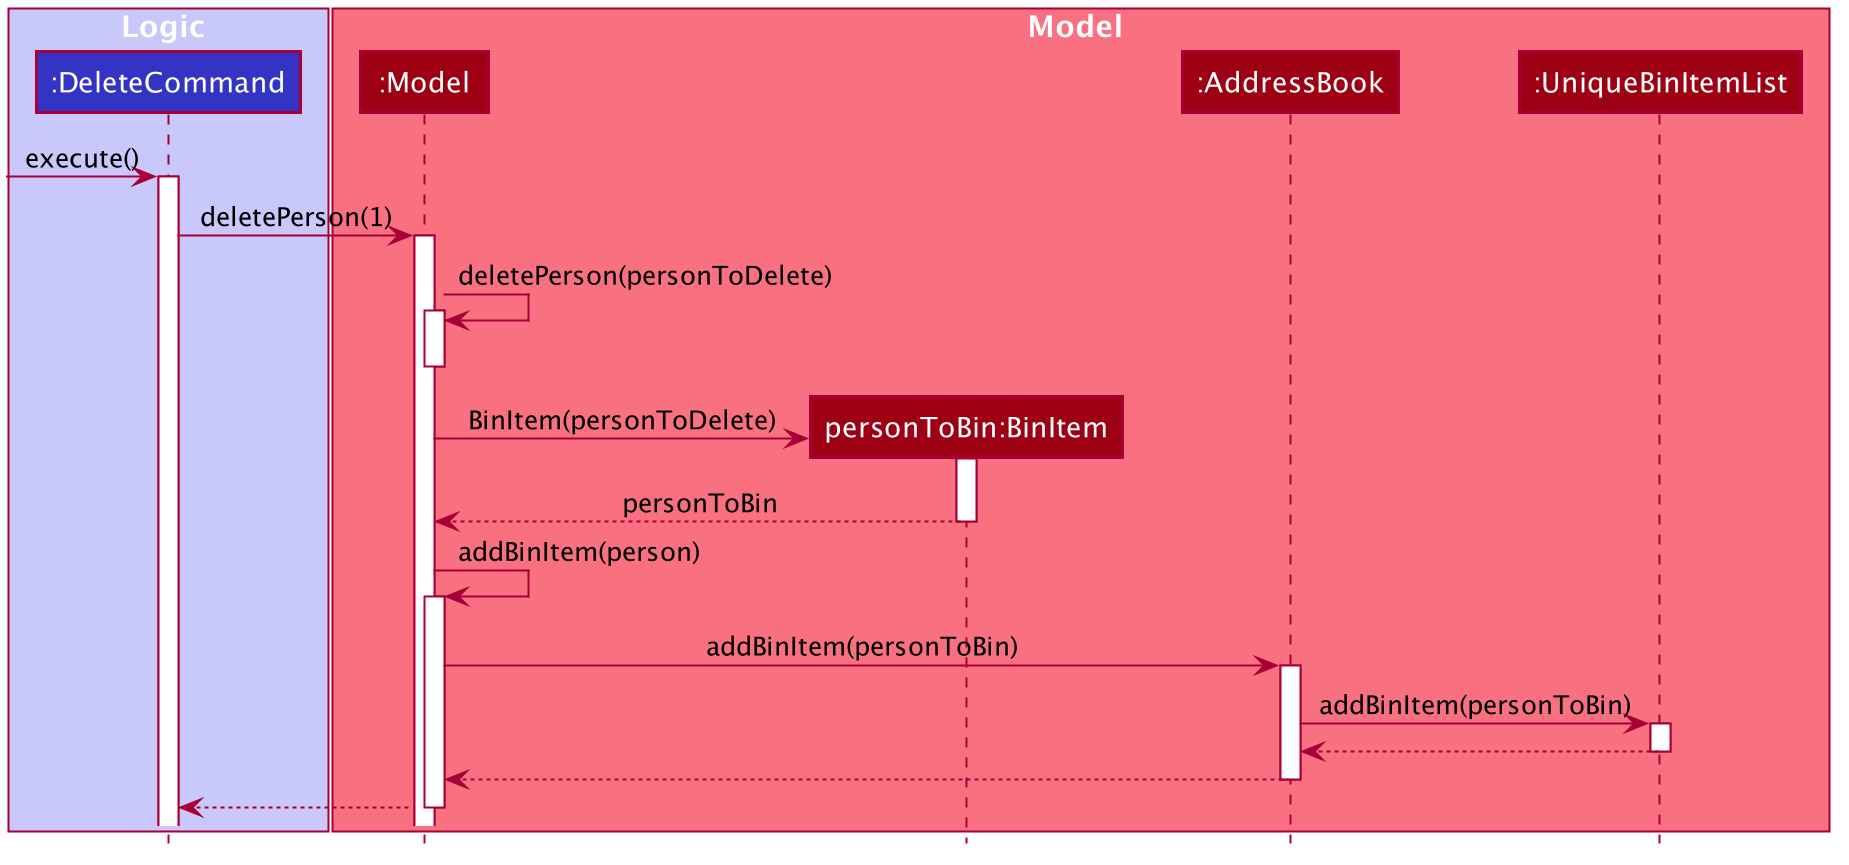 Logic
Model
:DeleteCommand
:Model
:AddressBook
:UniqueBinItemList
execute()
deletePerson(1)
deletePerson(personToDelete)
BinItem(personToDelete)
personToBin:BinItem
personToBin
addBinItem(person)
addBinItem(personToBin)
addBinItem(personToBin)